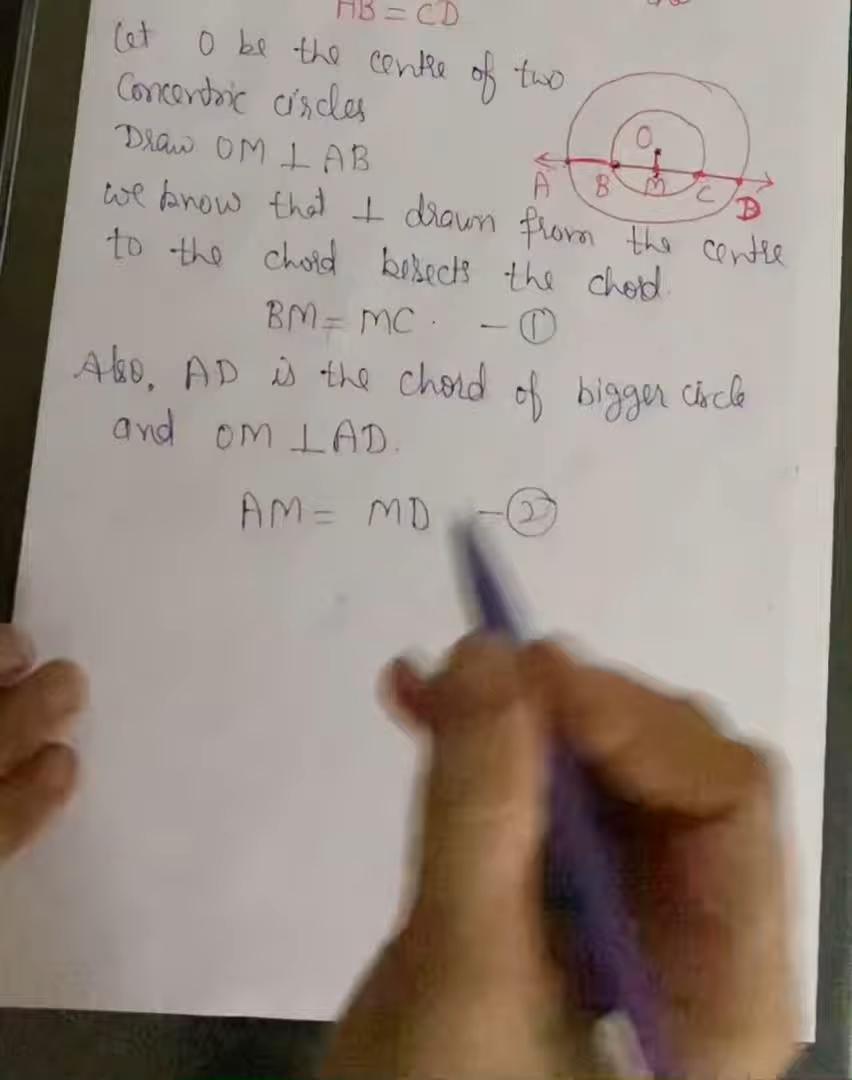 AB = CD
Let O be the centre of two
Concentric circles
Draw OM ⊥ AB
we know that ⊥ drawn from the centre
to the chord bisects the chord.
BM = MC. - ①
Also, AD is the chord of bigger circle
and OM ⊥ AD.
AM = MD - ②
O
A B M C D